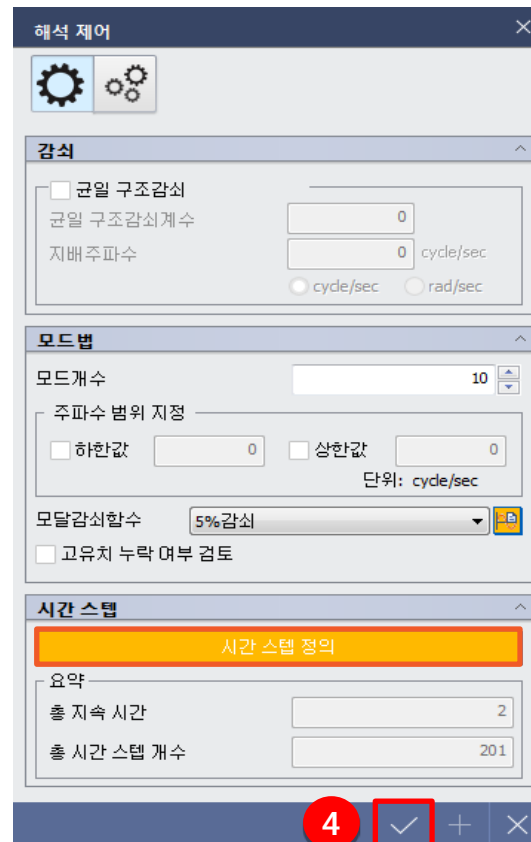 해석 제어
감쇠
균일 구조감쇠
균일 구조감쇠계수 0
지배주파수 0 cycle/sec
cycle/sec rad/sec
모드법
모드개수 10
주파수 범위 지정
하한값 0 상한값 0
단위: cycle/sec
모달감쇠함수 5%감쇠
고유치 누락 여부 검토
시간 스텝
시간 스텝 정의
요약
총 지속 시간 2
총 시간 스텝 개수 201
4